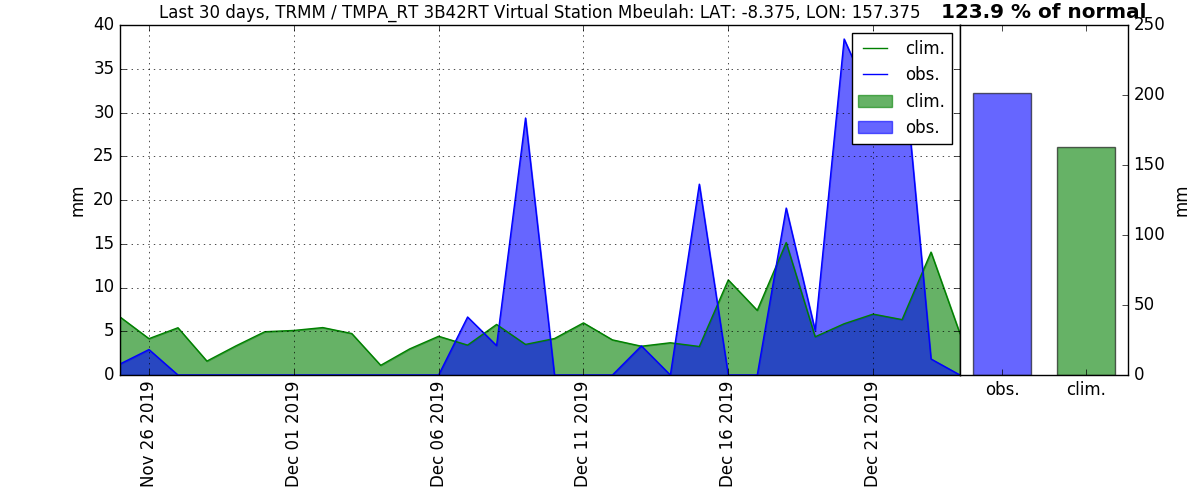 Last 30 days, TRMM / TMPA_RT 3B42RT Virtual Station Mbeulah: LAT: -8.375, LON: 157.375
123.9 % of normal
40
35
30
25
20
15
10
5
0
mm
clim.
obs.
clim.
obs.
Nov 26 2019
Dec 01 2019
Dec 06 2019
Dec 11 2019
Dec 16 2019
Dec 21 2019
250
200
150
100
50
0
mm
obs.
clim.